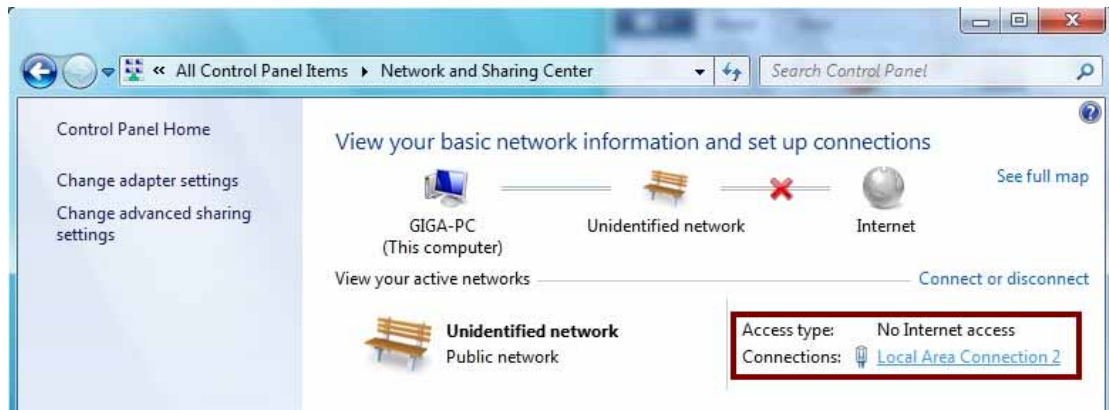 « All Control Panel Items ▸ Network and Sharing Center
Search Control Panel
Control Panel Home
Change adapter settings
Change advanced sharing
settings
View your basic network information and set up connections
See full map
GIGA-PC
(This computer)
Unidentified network
Internet
View your active networks
Connect or disconnect
Unidentified network
Public network
Access type: No Internet access
Connections: Local Area Connection 2